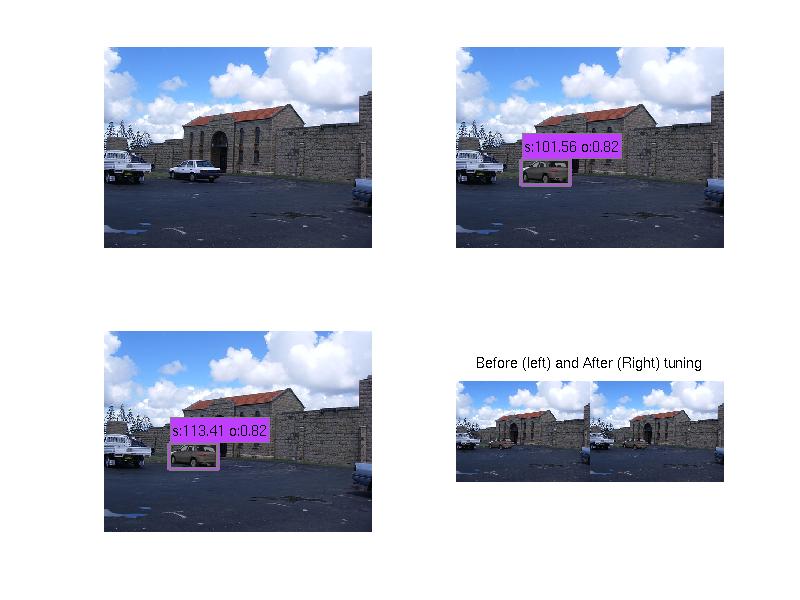 s:101.56 o:0.82
s:113.41 o:0.82
Before (left) and After (Right) tuning